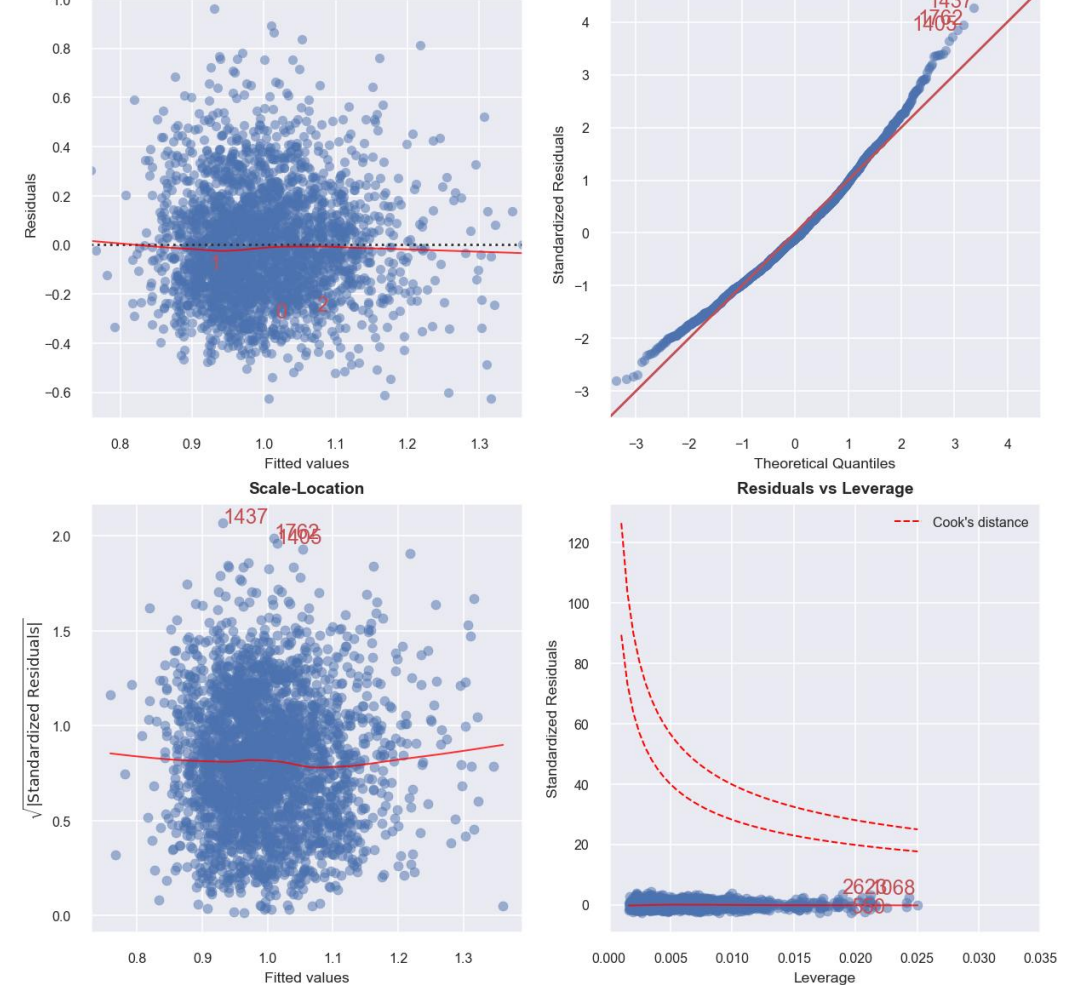 1.0
0.8
0.6
0.4
0.2
0.0
−0.2
−0.4
−0.6
Residuals
1
0
2
0.8 0.9 1.0 1.1 1.2 1.3
Fitted values
1437
1762
1405
4
3
2
1
0
−1
−2
−3
Standardized Residuals
−3 −2 −1 0 1 2 3 4
Theoretical Quantiles
Scale-Location
1437
1762
1405
2.0
1.5
1.0
0.5
0.0
√|Standardized Residuals|
0.8 0.9 1.0 1.1 1.2 1.3
Fitted values
Residuals vs Leverage
Cook's distance
120
100
80
60
40
20
0
Standardized Residuals
0.000 0.005 0.010 0.015 0.020 0.025 0.030 0.035
Leverage